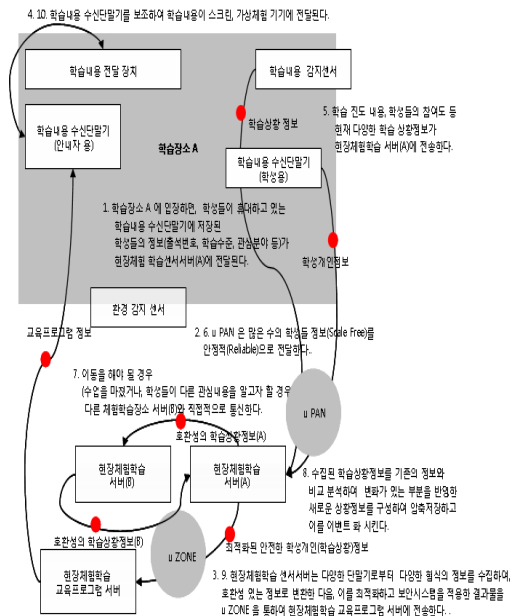 4. 10. 학습내용 수신단말기를 보조하여 학습내용이 스크린, 가상체험 기기에 전달된다.
학습내용 전달 장치
학습내용 감지센서
학습상황 정보
5. 학습 진도 내용, 학생들의 참여도 등
현재 다양한 학습 상황정보가
현장체험학습 서버(A)에 전송한다.
학습내용 수신단말기
(안내자 용)
학습장소 A
학습내용 수신단말기
(학생용)
1. 학습장소 A 에 입장하면, 학생들이 휴대하고 있는
학습내용 수신단말기에 저장된
학생들의 정보(출석번호, 학습수준, 관심분야 등)가
현장체험 학습센서서버(A)에 전달된다.
학생개인정보
환경 감지 센서
교육프로그램 정보
2. 6. u PAN 은 많은 수의 학생들 정보(Scale Free)를
안정적(Reliable)으로 전달한다..
7. 이동을 해야 될 경우
(수업을 마쳤거나, 학생들이 다른 관심내용을 알고자 할 경우
다른 체험학습장소 서버(B)와 직접적으로 통신한다.
u PAN
호환성의 학습상황정보(A)
현장체험학습
서버(B)
현장체험학습
서버(A)
8. 수집된 학습상황정보를 기존의 정보와
비교 분석하여 변화가 있는 부분을 반영한
새로운 상황정보를 구성하여 압축저장하고
이를 이벤트 화 시킨다.
호환성의 학습상황정보(B)
u ZONE
최적화된 안전한 학생개인(학습상황)정보
현장체험학습
교육프로그램 서버
3. 9. 현장체험학습 센서서버는 다양한 단말기로부터 다양한 형식의 정보를 수집하여,
호환성 있는 정보로 변환한 다음, 이를 최적화하고 보안시스템을 적용한 결과물을
u ZONE 을 통하여 현장체험학습 교육프로그램 서버에 전송한다. .